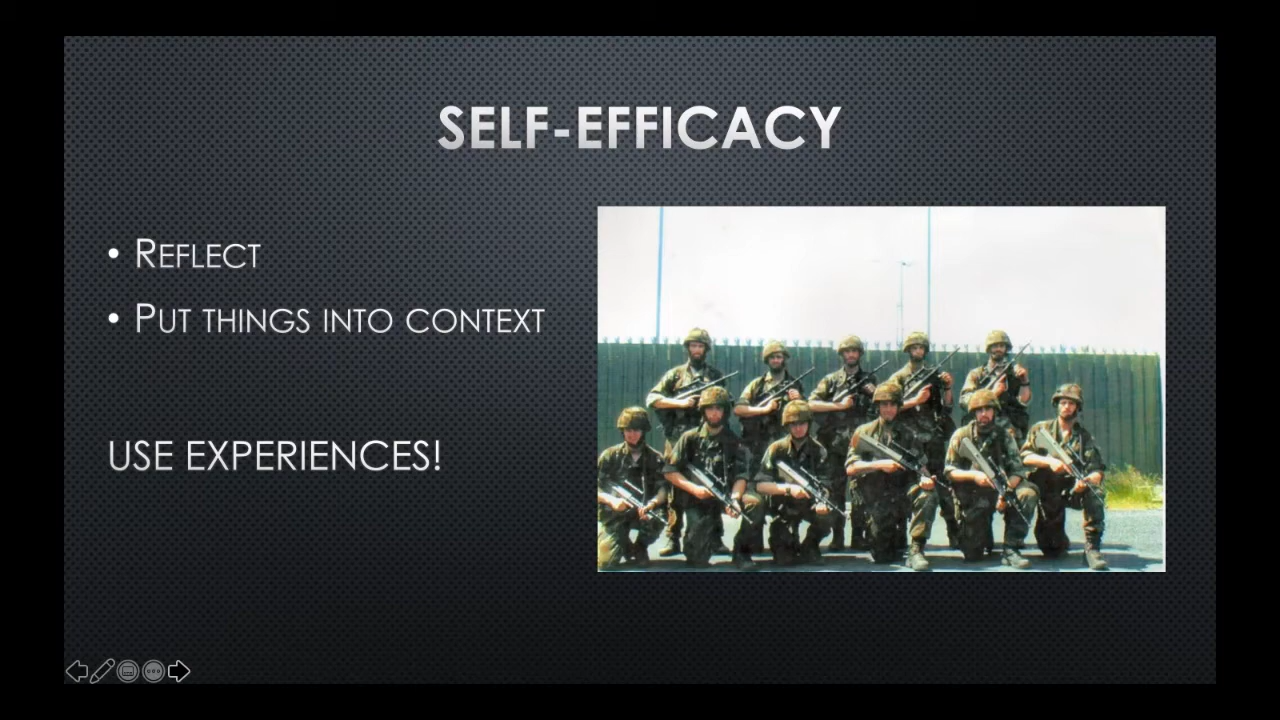 SELF-EFFICACY
• REFLECT
• PUT THINGS INTO CONTEXT
USE EXPERIENCES!